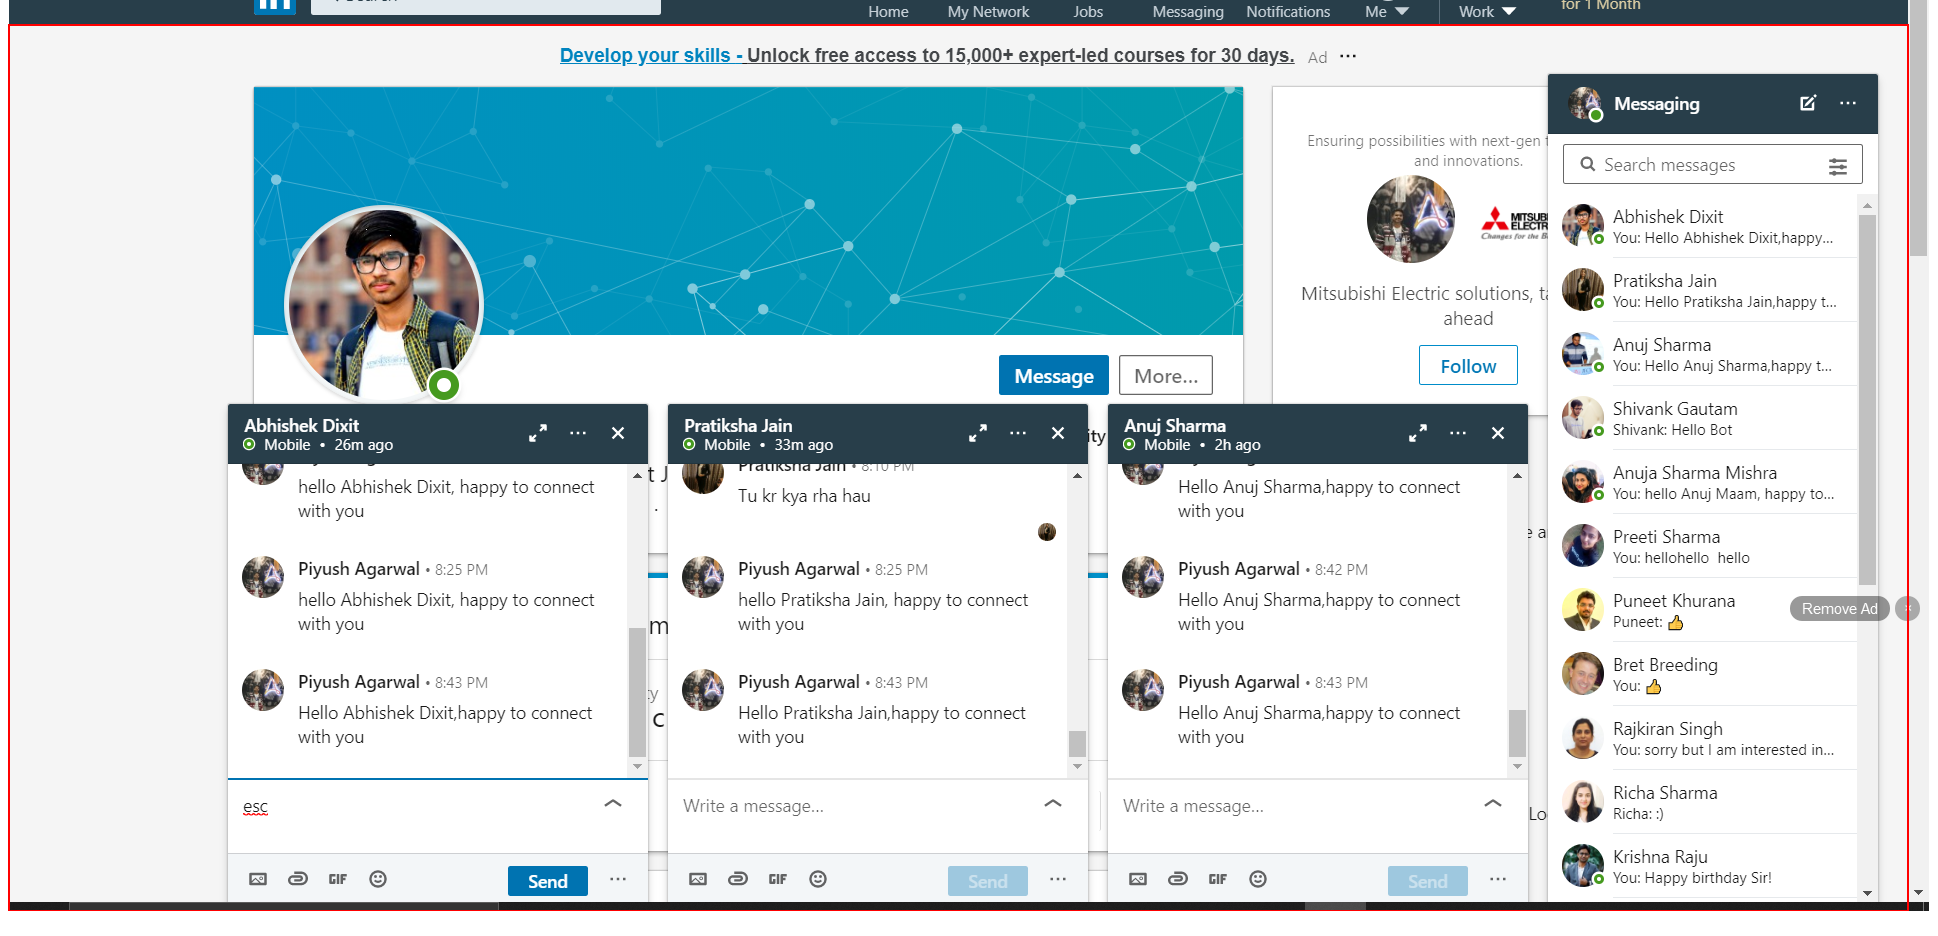 Search
Home
My Network
Jobs
Messaging
Notifications
Me
Work
for 1 Month
Develop your skills - Unlock free access to 15,000+ expert-led courses for 30 days. Ad ...
Ensuring possibilities with next-gen
and innovations.
MITSUB
ELECTR
Changes for the B
Mitsubishi Electric solutions, ta
ahead
Follow
Message
More...
Messaging
Search messages
Abhishek Dixit
You: Hello Abhishek Dixit,happy...
Pratiksha Jain
You: Hello Pratiksha Jain,happy t...
Anuj Sharma
You: Hello Anuj Sharma,happy t...
Shivank Gautam
Shivank: Hello Bot
Anuja Sharma Mishra
You: hello Anuj Maam, happy to...
Preeti Sharma
You: hellohello hello
Puneet Khurana
Puneet: 👍
Remove Ad
Bret Breeding
You: 👍
Rajkiran Singh
You: sorry but I am interested in...
Richa Sharma
Richa: :)
Krishna Raju
You: Happy birthday Sir!
Abhishek Dixit
Mobile • 26m ago
hello Abhishek Dixit, happy to connect
with you
Piyush Agarwal • 8:25 PM
hello Abhishek Dixit, happy to connect
with you
Piyush Agarwal • 8:43 PM
Hello Abhishek Dixit,happy to connect
with you
esc
GIF
Send
Pratiksha Jain
Mobile • 33m ago
Pratiksha Jain • 8:10 PM
Tu kr kya rha hau
Piyush Agarwal • 8:25 PM
hello Pratiksha Jain, happy to connect
with you
Piyush Agarwal • 8:43 PM
Hello Pratiksha Jain,happy to connect
with you
Write a message...
GIF
Send
Anuj Sharma
Mobile • 2h ago
Hello Anuj Sharma,happy to connect
with you
Piyush Agarwal • 8:42 PM
Hello Anuj Sharma,happy to connect
with you
Piyush Agarwal • 8:43 PM
Hello Anuj Sharma,happy to connect
with you
Write a message...
GIF
Send